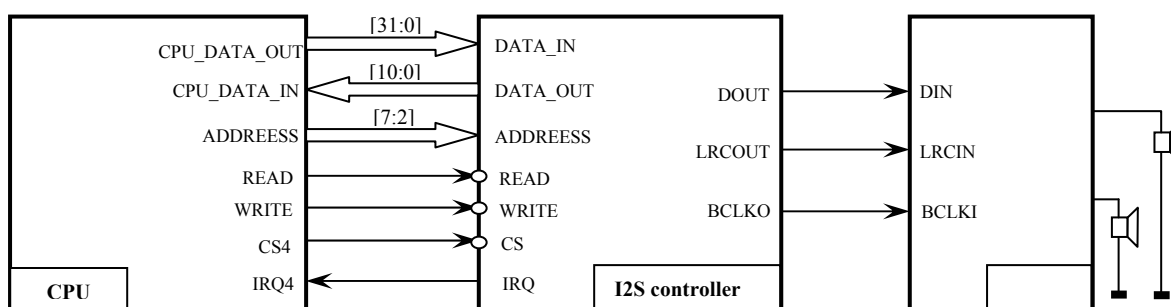 [31:0]
CPU_DATA_OUT DATA_IN
[10:0]
CPU_DATA_IN DATA_OUT DOUT DIN
[7:2]
ADDREESS ADDREESS
LRCOUT LRCIN
READ READ
WRITE WRITE BCLKO BCLKI
CS4 CS
IRQ4 IRQ
CPU I2S controller